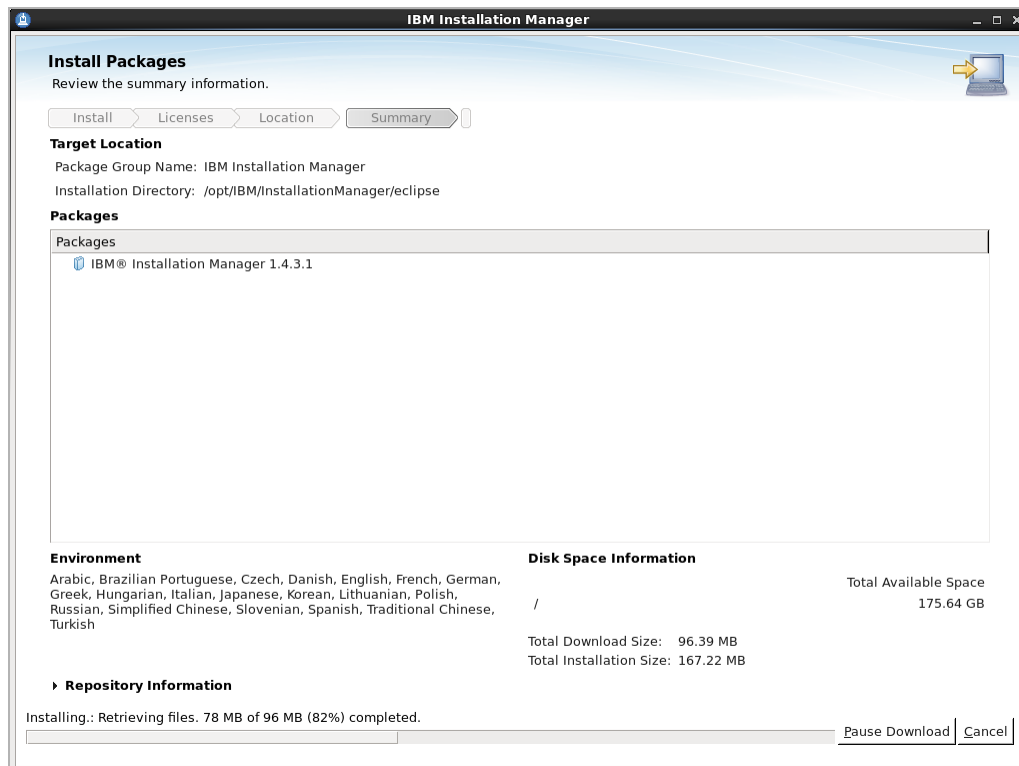 IBM Installation Manager
Install Packages
Review the summary information.
Install Licenses Location Summary
Target Location
Package Group Name: IBM Installation Manager
Installation Directory: /opt/IBM/InstallationManager/eclipse
Packages
Packages
IBM® Installation Manager 1.4.3.1
Environment
Arabic, Brazilian Portuguese, Czech, Danish, English, French, German,
Greek, Hungarian, Italian, Japanese, Korean, Lithuanian, Polish,
Russian, Simplified Chinese, Slovenian, Spanish, Traditional Chinese,
Turkish
Disk Space Information
Total Available Space
/ 175.64 GB
Total Download Size: 96.39 MB
Total Installation Size: 167.22 MB
Repository Information
Installing.: Retrieving files. 78 MB of 96 MB (82%) completed.
Pause Download Cancel